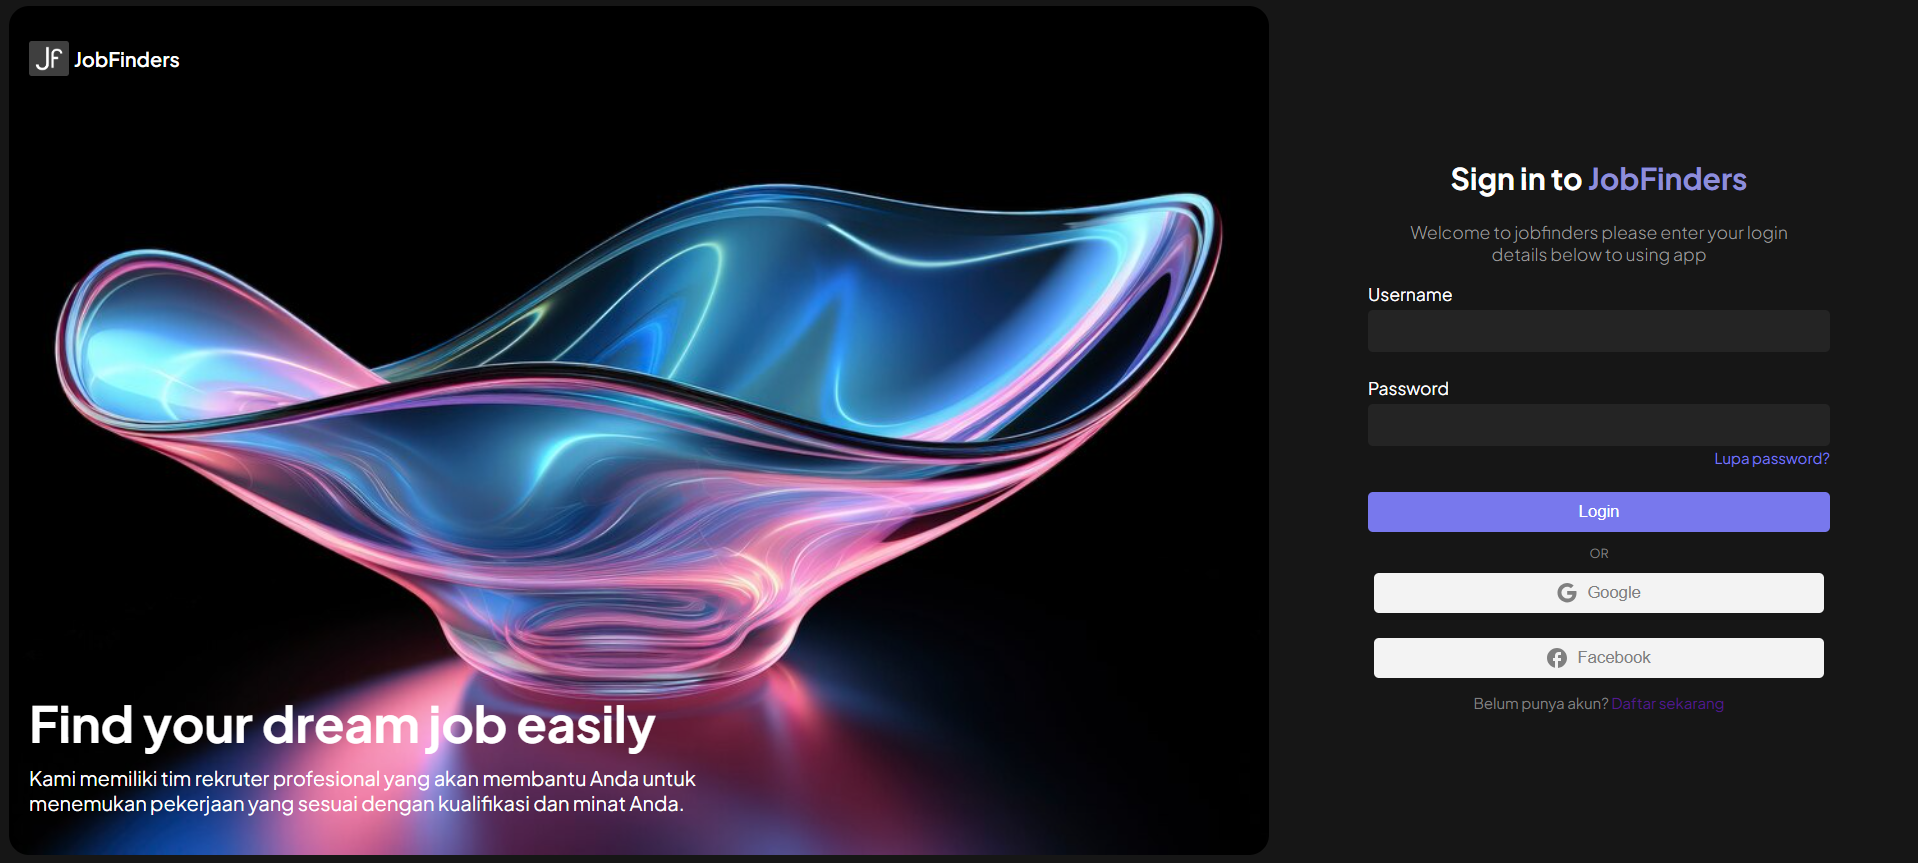 Jf JobFinders
Find your dream job easily
Kami memiliki tim rekruter profesional yang akan membantu Anda untuk
menemukan pekerjaan yang sesuai dengan kualifikasi dan minat Anda.
Sign in to JobFinders
Welcome to jobfinders please enter your login
details below to using app
Username
Password
Lupa password?
Login
OR
Google
Facebook
Belum punya akun? Daftar sekarang